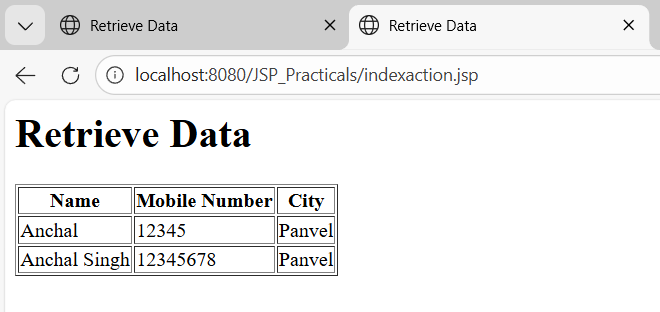 Retrieve Data
Retrieve Data
localhost:8080/JSP_Practicals/indexaction.jsp
Retrieve Data
Name Mobile Number City
Anchal 12345 Panvel
Anchal Singh 12345678 Panvel